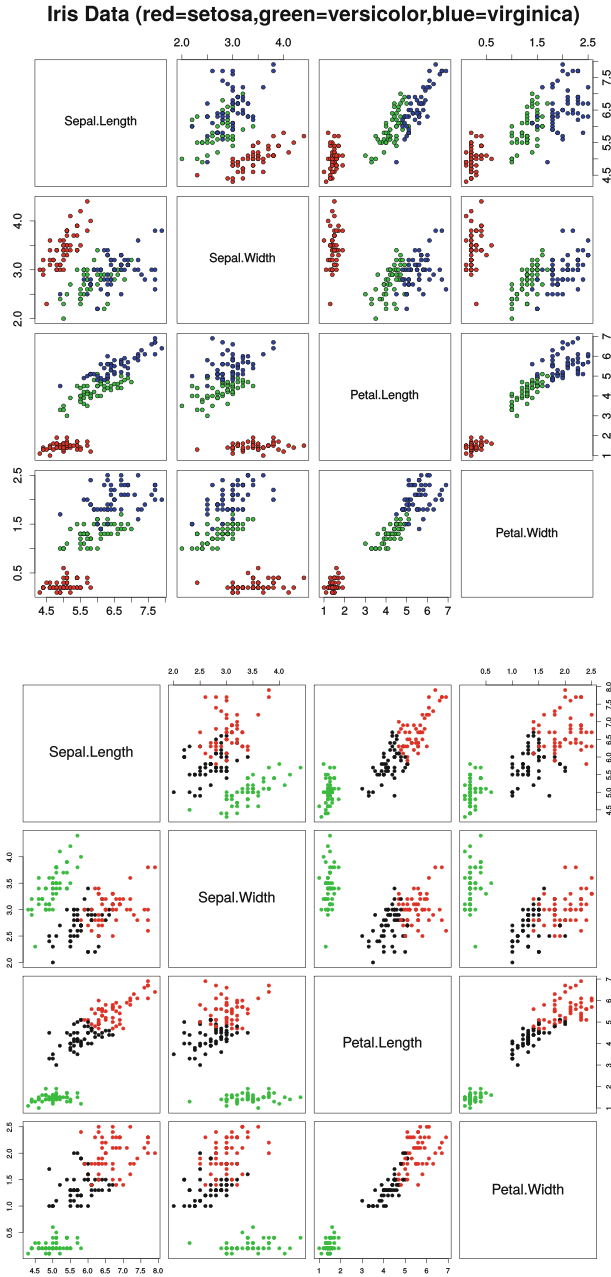 Iris Data (red=setosa,green=versicolor,blue=virginica)
2.0 3.0 4.0
0.5 1.5 2.5
Sepal.Length
4.5 5.5 6.5 7.5
2.0 3.0 4.0
Sepal.Width
Petal.Length
1 2 3 4 5 6 7
0.5 1.5 2.5
Petal.Width
4.5 5.5 6.5 7.5
1 2 3 4 5 6 7
2.0 2.5 3.0 3.5 4.0
0.5 1.0 1.5 2.0 2.5
Sepal.Length
4.5 5.0 5.5 6.0 6.5 7.0 7.5 8.0
2.0 2.5 3.0 3.5 4.0
Sepal.Width
Petal.Length
1 2 3 4 5 6 7
0.5 1.0 1.5 2.0 2.5
Petal.Width
4.5 5.0 5.5 6.0 6.5 7.0 7.5 8.0
1 2 3 4 5 6 7